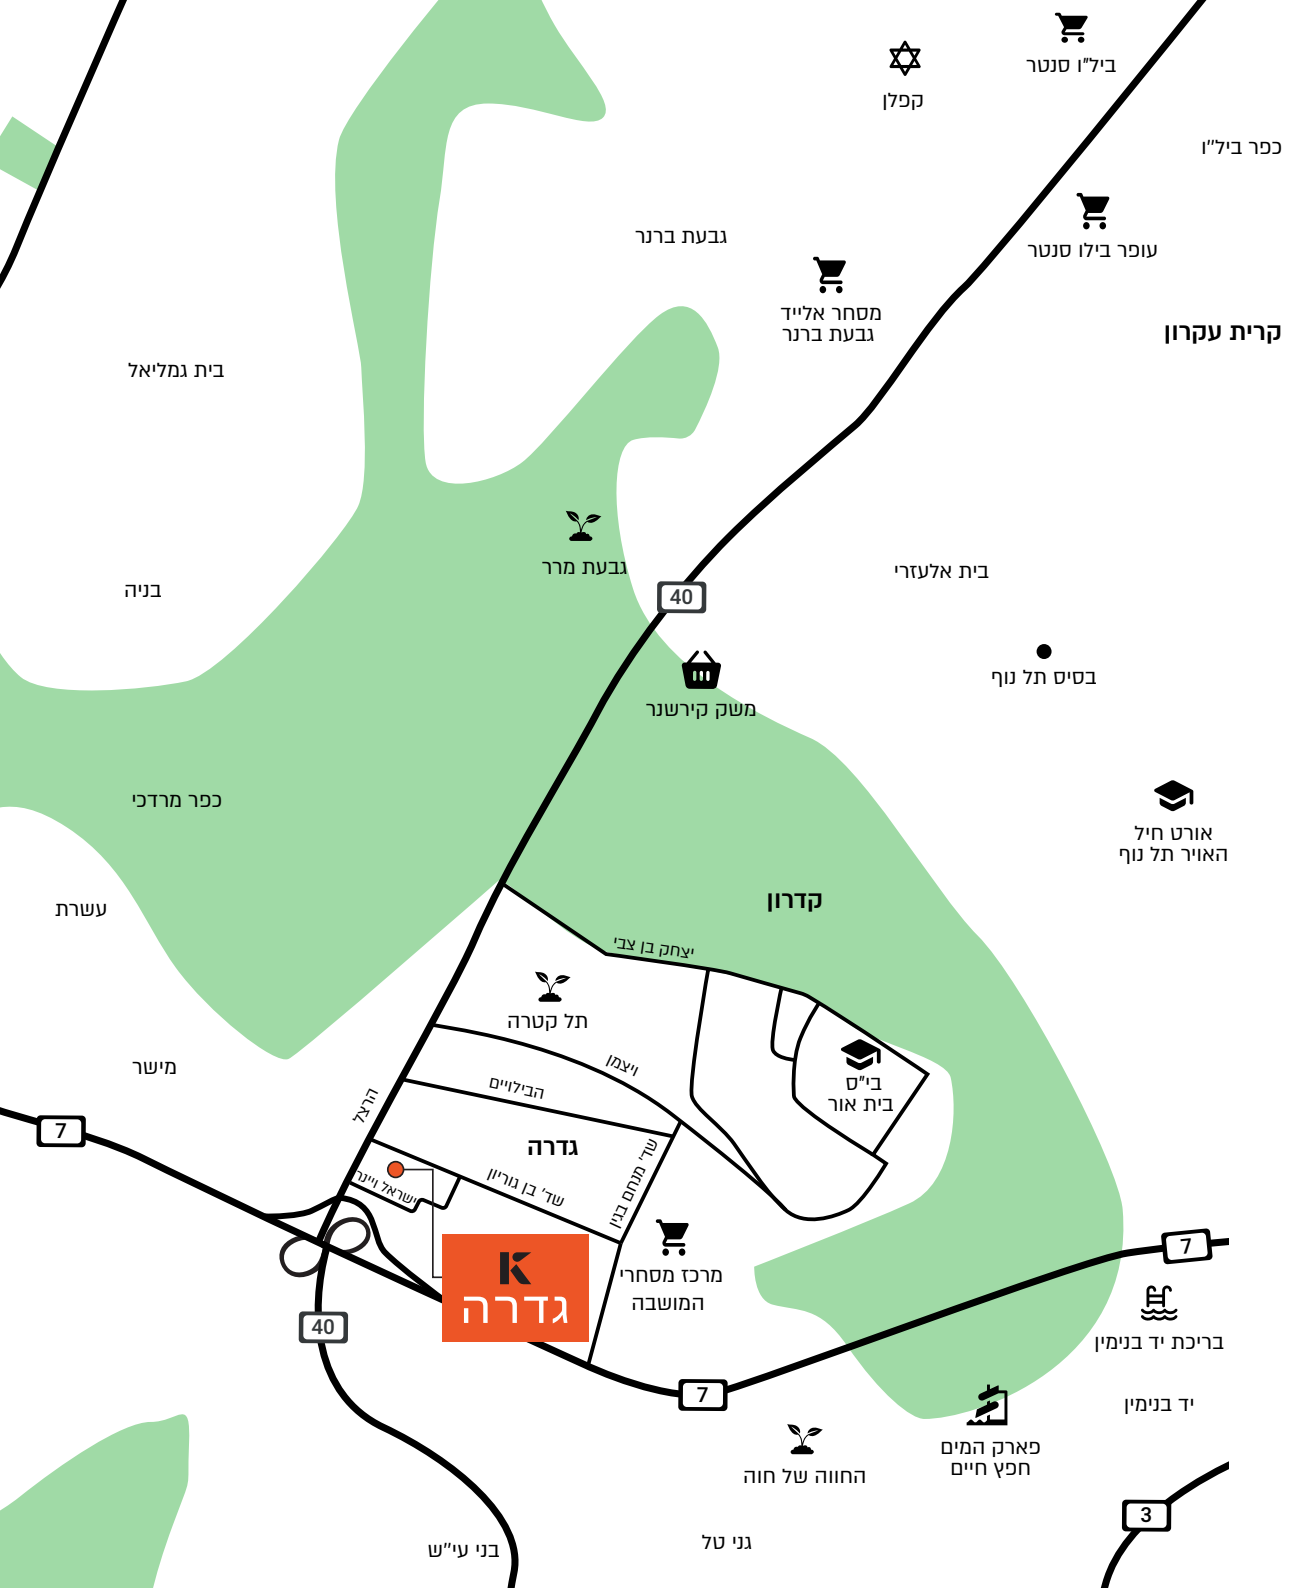 ביל"ו סנטר
קפלן
כפר ביל''ו
גבעת ברנר
עופר בילו סנטר
מסחר אלייד
גבעת ברנר
קרית עקרון
בית גמליאל
גבעת מרר
בית אלעזרי
בניה
40
בסיס תל נוף
משק קירשנר
כפר מרדכי
אורט חיל
האויר תל נוף
קדרון
עשרת
יצחק בן צבי
תל קטרה
מישר
ויצמן
בי"ס
בית אור
הבילויים
הרצל
7
גדרה
שד' מנחם בגין
שד' בן גוריון
ישראל ויינר
7
מרכז מסחרי
המושבה
K
גדרה
40
בריכת יד בנימין
7
יד בנימין
פארק המים
חפץ חיים
החווה של חוה
3
גני טל
בני עי''ש